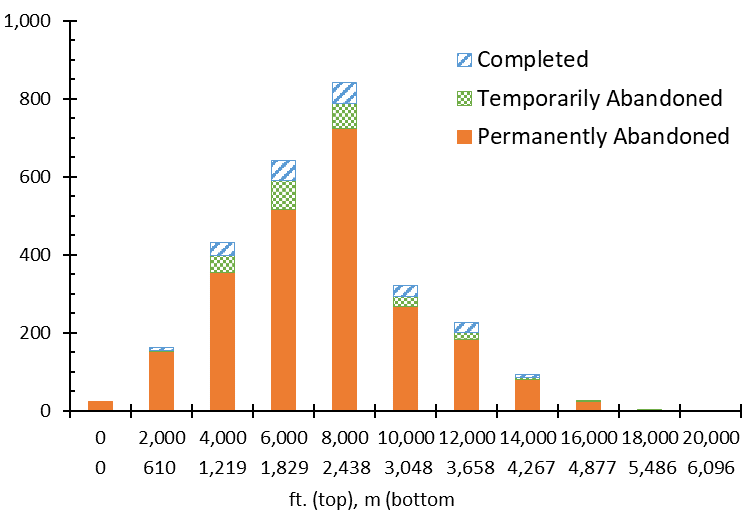 1,000
800
600
400
200
0
Completed
Temporarily Abandoned
Permanently Abandoned
0 2,000 4,000 6,000 8,000 10,000 12,000 14,000 16,000 18,000 20,000
0 610 1,219 1,829 2,438 3,048 3,658 4,267 4,877 5,486 6,096
ft. (top), m (bottom